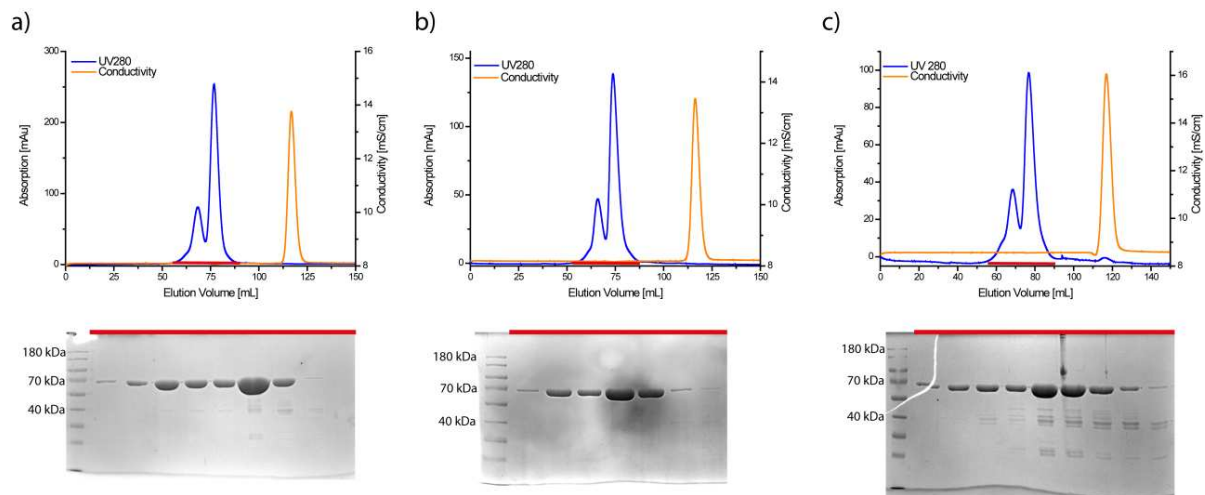 a)
300
200
100
0
Absorption [mAu]
UV280
Conductivity
16
14
12
10
8
Conductivity [mS/cm]
0 50 100 150
Elution Volume [mL]
180 kDa
70 kDa
40 kDa
b)
150
125
100
75
50
25
0
Absorption [mAu]
UV280
Conductivity
14
12
10
8
Conductivity [mS/cm]
0 25 50 75 100 125 150
Elution Volume [mL]
180 kDa
70 kDa
40 kDa
c)
100
80
60
40
20
0
Absorption [mAu]
UV 280
Conductivity
16
14
12
10
8
Conductivity [mS/cm]
0 20 40 60 80 100 120 140
Elution Volume [mL]
180 kDa
70 kDa
40 kDa